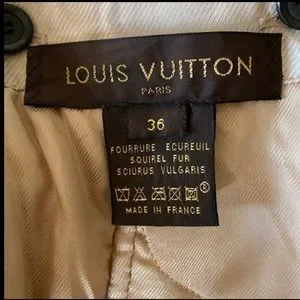 LOUIS VUITTON
PARIS
36
FOURRURE ECUREUIL
SQUIREL FUR
SCIURUS VULGARIS
®
MADE IN FRANCE